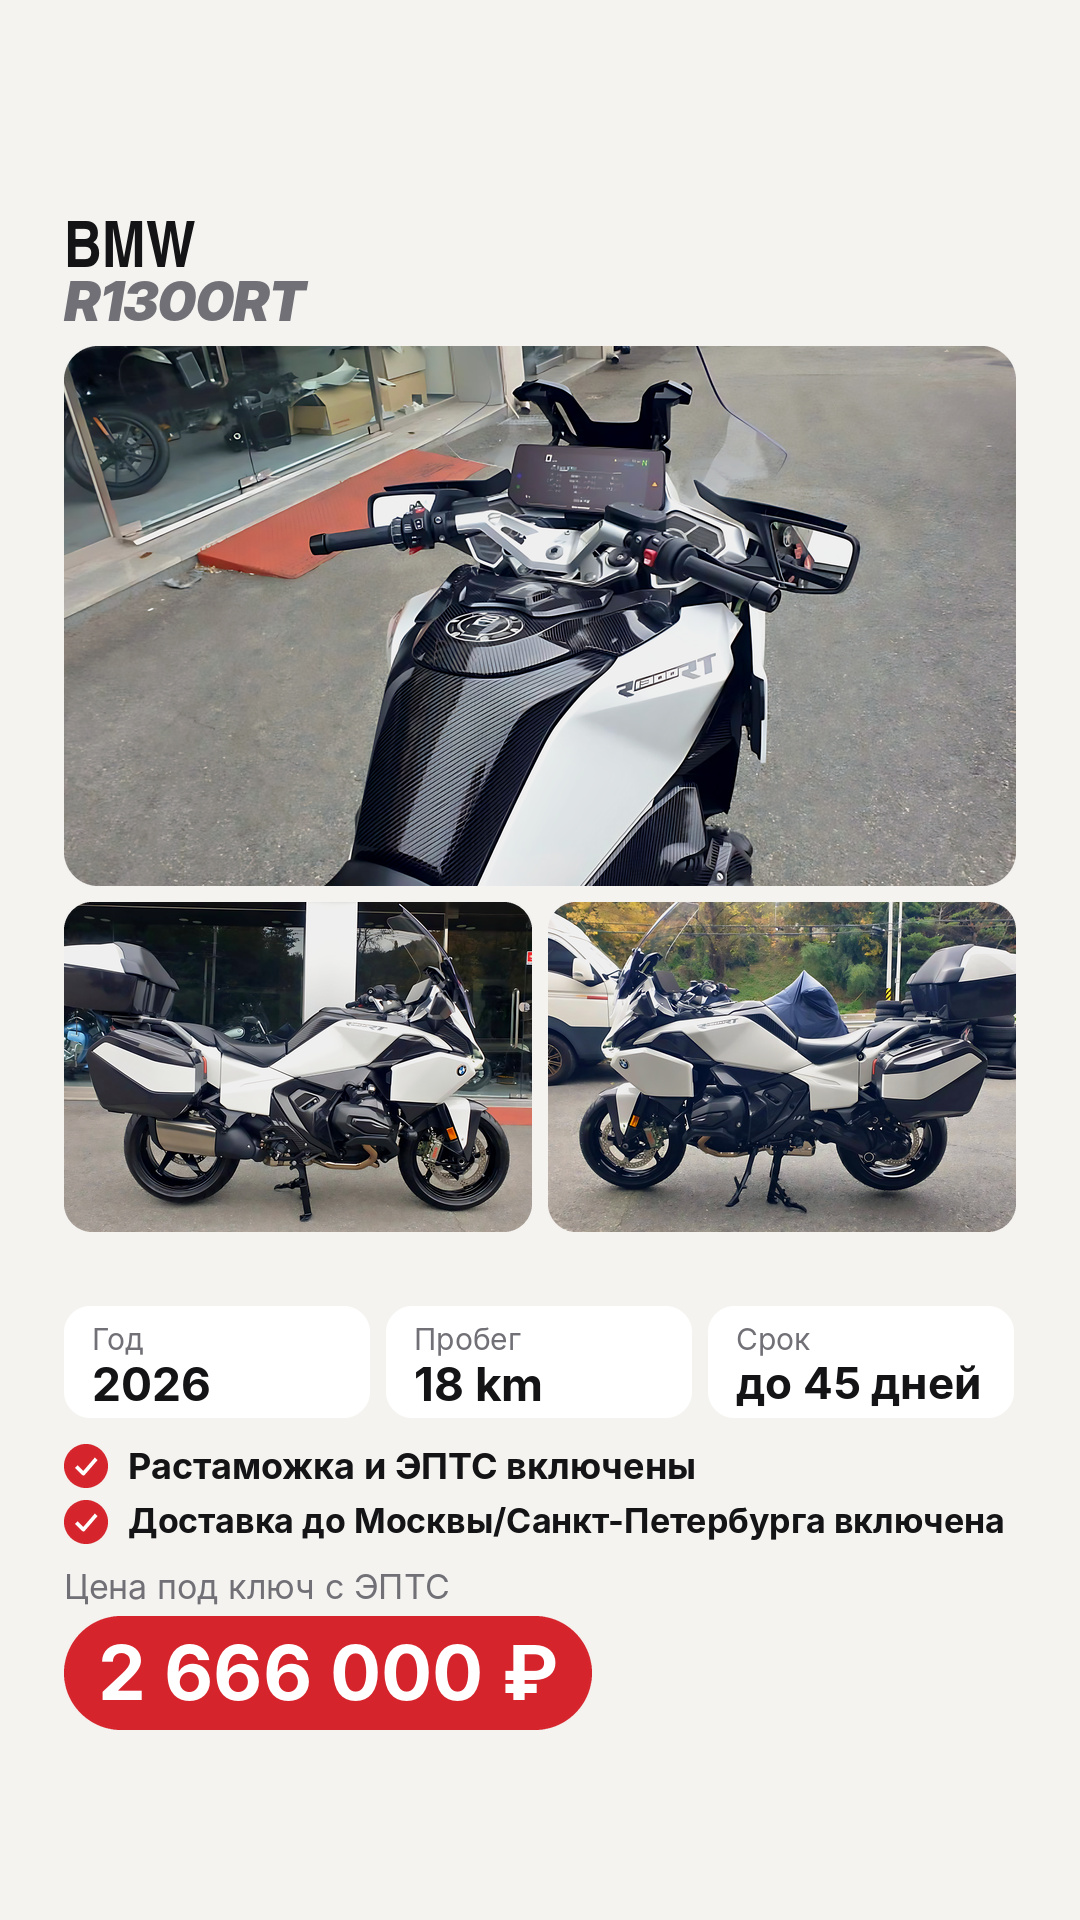 BMW
R1300RT
R1300RT
Год
2026
Пробег
18 km
Срок
до 45 дней
Растаможка и ЭПТС включены
Доставка до Москвы/Санкт-Петербурга включена
Цена под ключ с ЭПТС
2 666 000 ₽